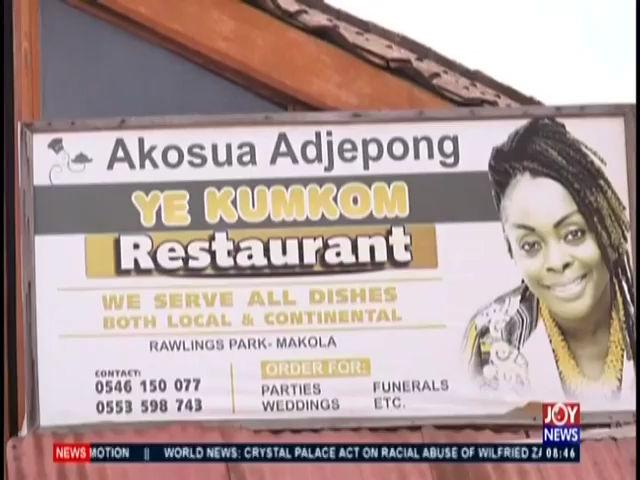 Akosua Adjepong
YE KUMKOM
Restaurant
WE SERVE ALL DISHES
BOTH LOCAL & CONTINENTAL
RAWLINGS PARK- MAKOLA
CONTACT:
0546 150 077
0553 598 743
ORDER FOR:
PARTIES FUNERALS
WEDDINGS ETC.
JOY
NEWS
NEWS MOTION || WORLD NEWS: CRYSTAL PALACE ACT ON RACIAL ABUSE OF WILFRIED 08:46